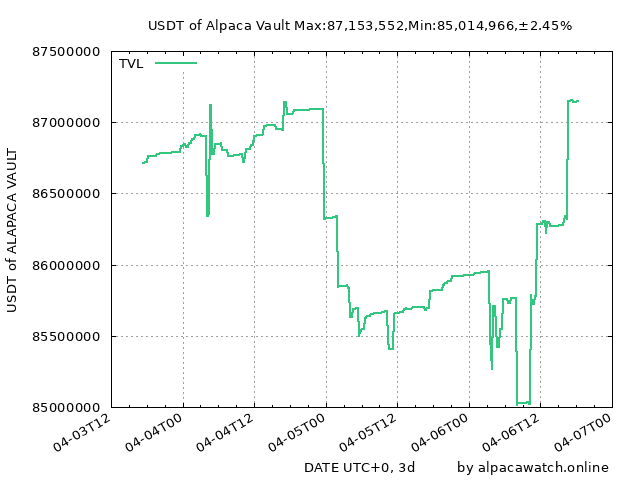 USDT of Alpaca Vault Max:87,153,552,Min:85,014,966,±2.45%
87500000
TVL
87000000
86500000
86000000
85500000
85000000
USDT of ALAPACA VAULT
04-03T12
04-04T00
04-04T12
04-05T00
04-05T12
04-06T00
04-06T12
04-07T00
DATE UTC+0, 3d
by alpacawatch.online